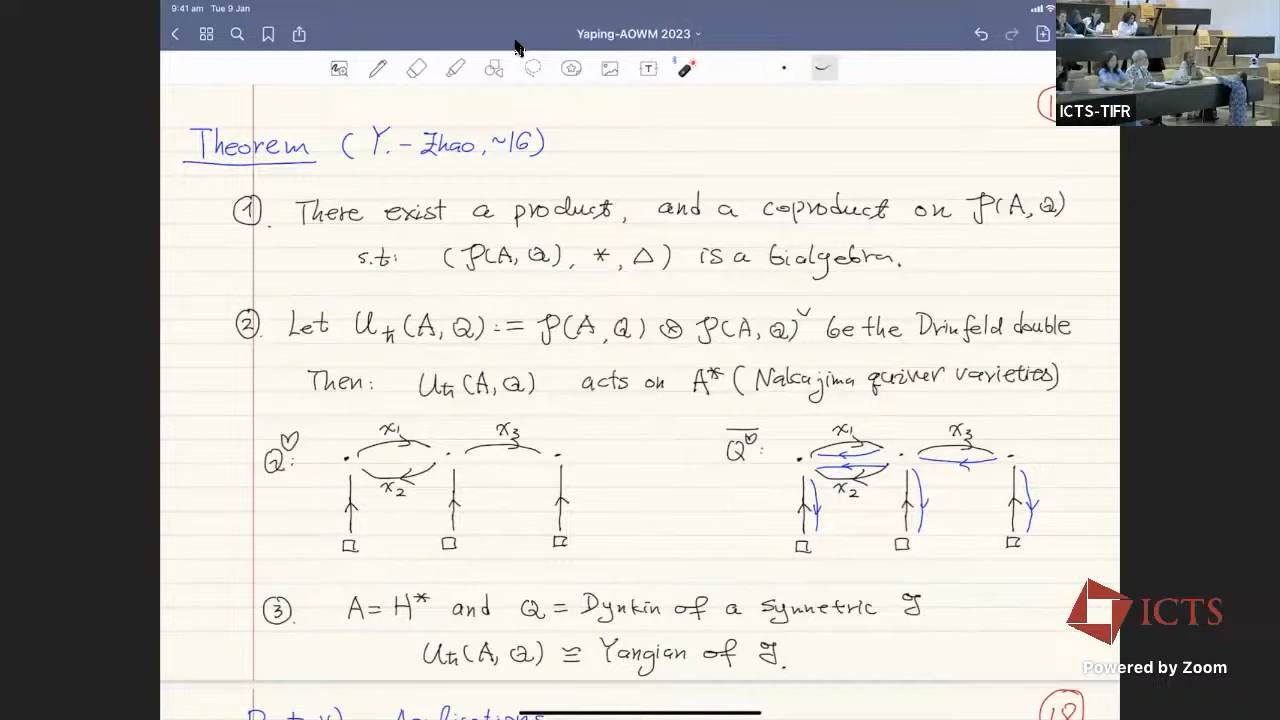 9:41 am Tue 9 Jan
Yaping-AOWM 2023
ICTS-TIFR
Theorem (Y. - Zhao, ~16)
① There exist a product, and a coproduct on P(A, Q)
s.t: (P(A, Q), *, △) is a bialgebra.
② Let Uℏ(A, Q) := P(A, Q) ⊗ P(A, Q)^∨ be the Drinfeld double
Then: Uℏ(A, Q) acts on A* (Nakajima quiver varieties)
Q^♡: x1 x3 x2
\overline{Q^♡}: x1 x3 x2
③ A = H* and Q = Dynkin of a symmetric g
Uℏ(A, Q) ≅ Yangian of g.
ICTS
Powered by Zoom
18